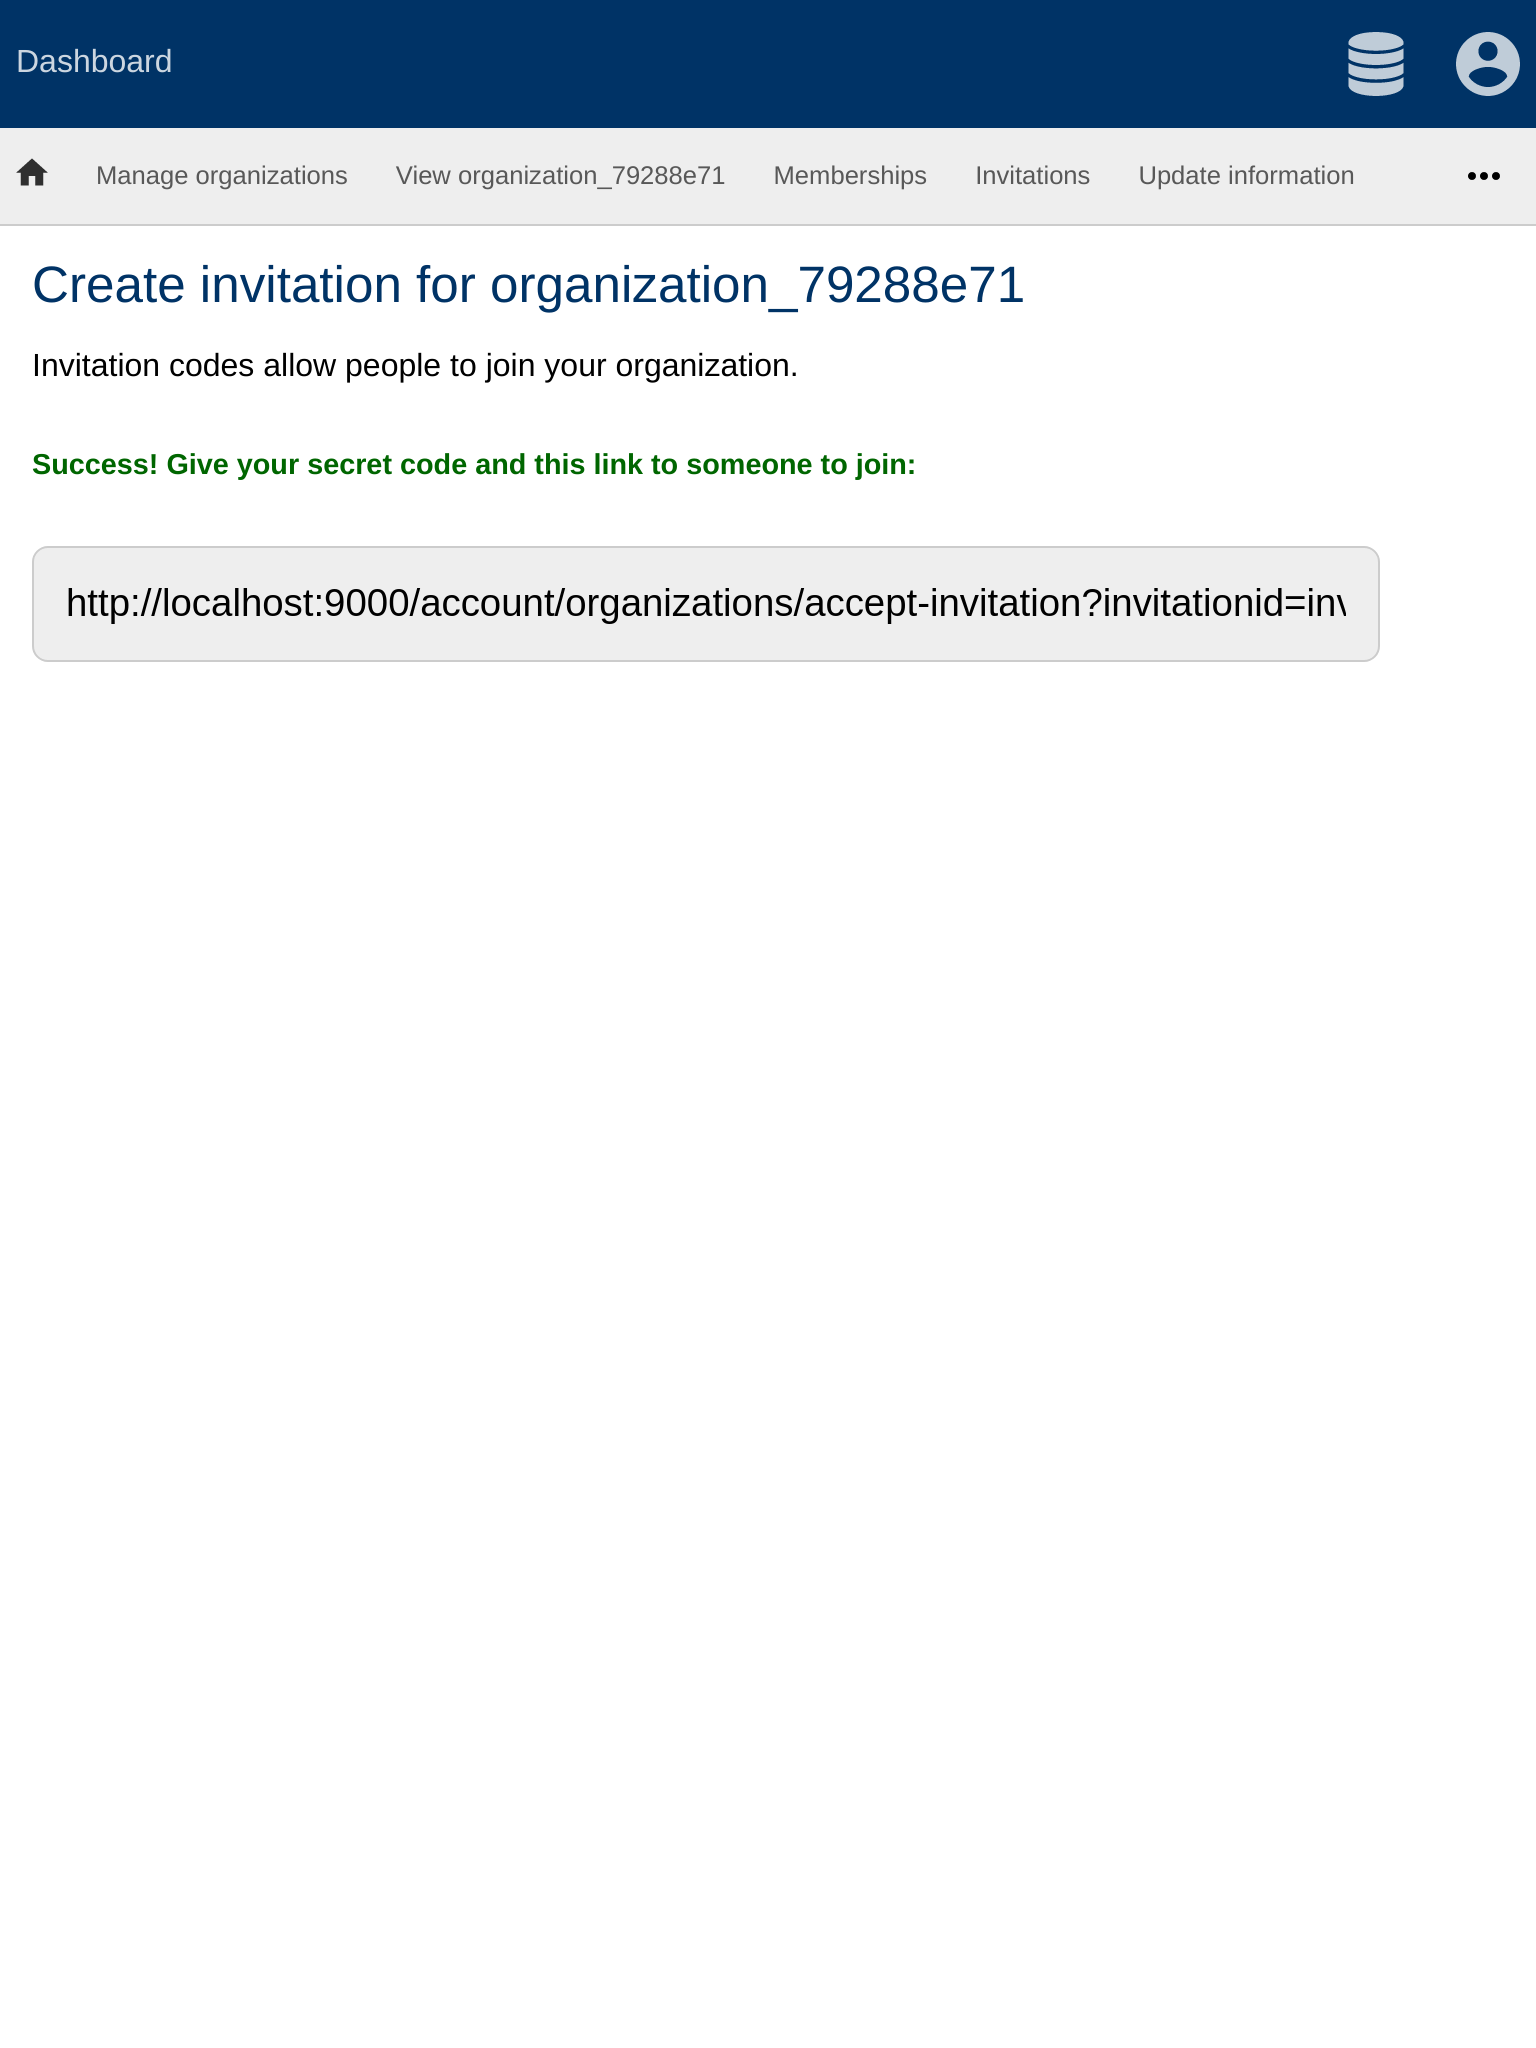 Dashboard
Manage organizations View organization_79288e71 Memberships Invitations Update information
Create invitation for organization_79288e71
Invitation codes allow people to join your organization.
Success! Give your secret code and this link to someone to join:
http://localhost:9000/account/organizations/accept-invitation?invitationid=inv